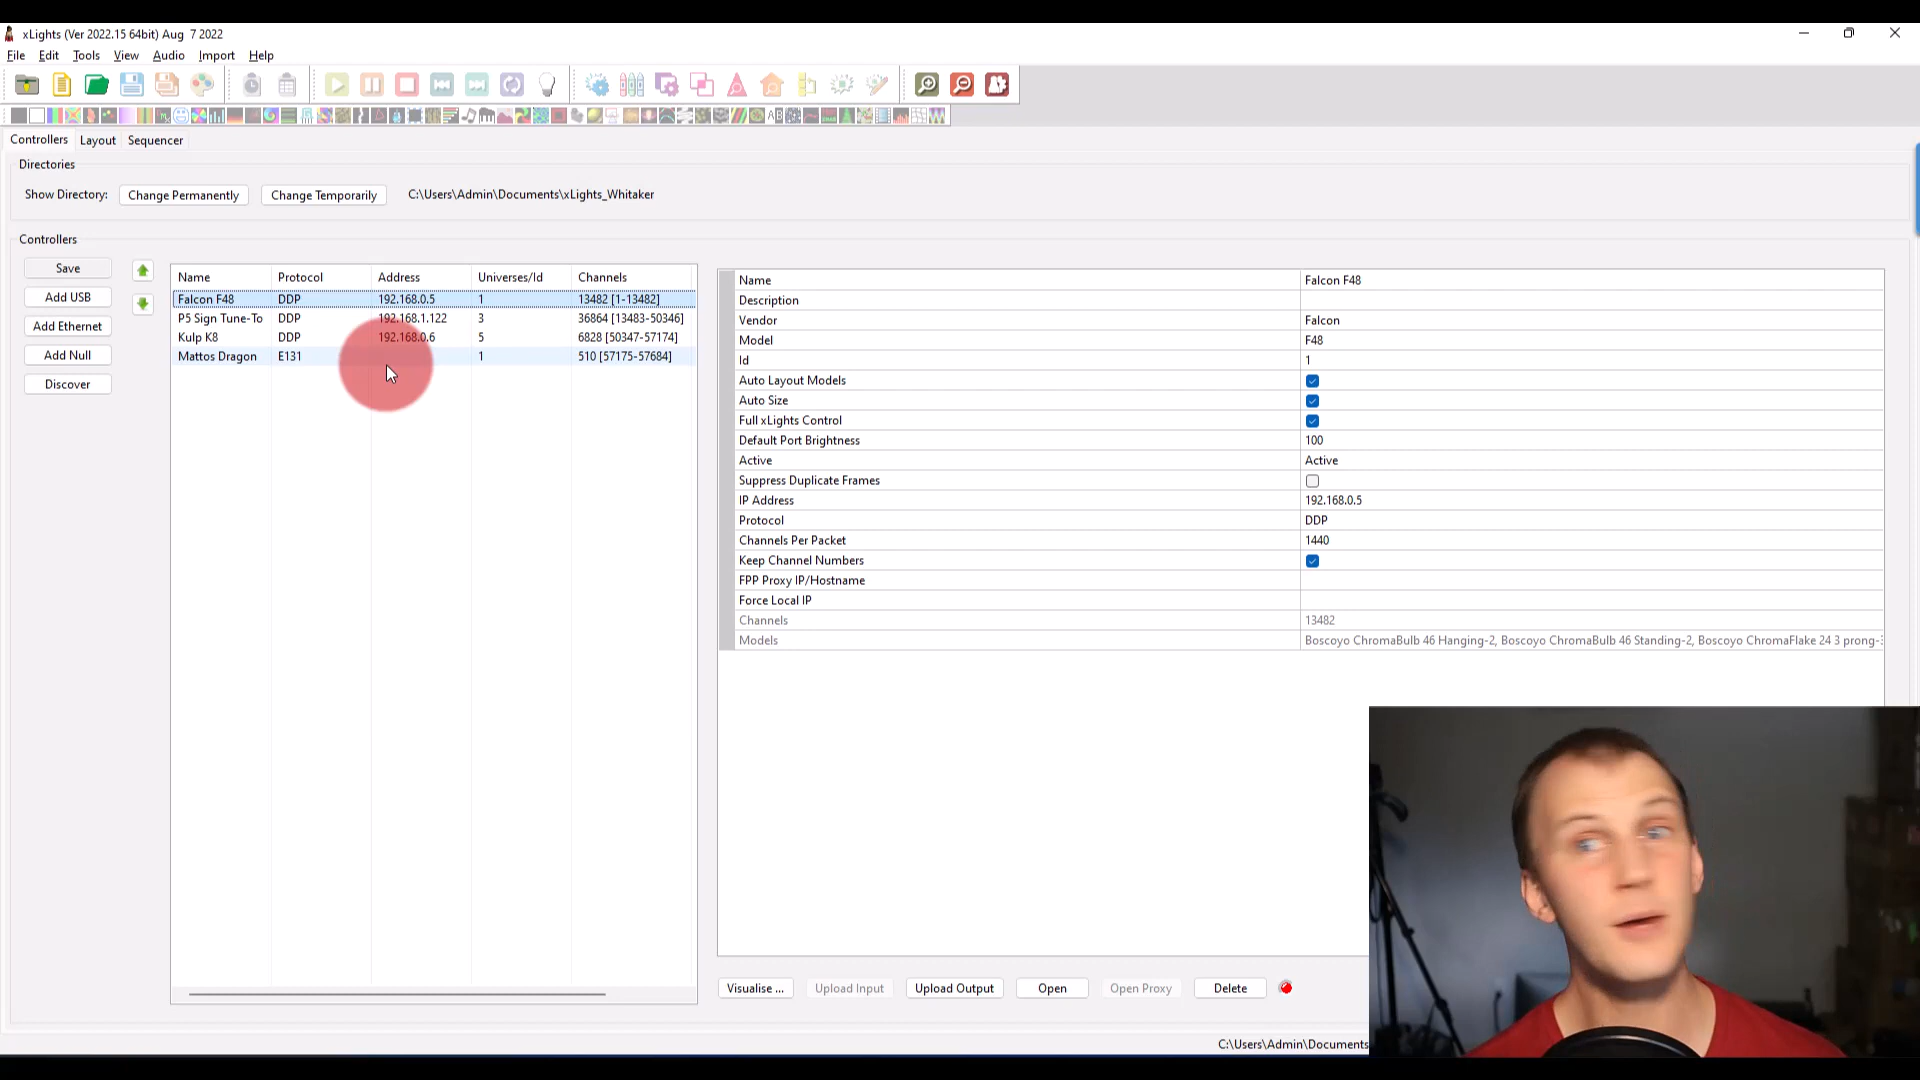 xLights (Ver 2022.15 64bit) Aug 7 2022
File Edit Tools View Audio Import Help
Controllers Layout Sequencer
Directories
Show Directory: Change Permanently Change Temporarily C:\Users\Admin\Documents\xLights_Whitaker
Controllers
Save
Add USB
Add Ethernet
Add Null
Discover
Name Protocol Address Universes/Id Channels
Falcon F48 DDP 192.168.0.5 1 13482 [1-13482]
P5 Sign Tune-To DDP 192.168.1.122 3 36864 [13483-50346]
Kulp K8 DDP 192.168.0.6 5 6828 [50347-57174]
Mattos Dragon E131 1 510 [57175-57684]
Name Falcon F48
Description
Vendor Falcon
Model F48
Id 1
Auto Layout Models
Auto Size
Full xLights Control
Default Port Brightness 100
Active Active
Suppress Duplicate Frames
IP Address 192.168.0.5
Protocol DDP
Channels Per Packet 1440
Keep Channel Numbers
FPP Proxy IP/Hostname
Force Local IP
Channels 13482
Models Boscoyo ChromaBulb 46 Hanging-2, Boscoyo ChromaBulb 46 Standing-2, Boscoyo ChromaFlake 24 3 prong-
Visualise ... Upload Input Upload Output Open Open Proxy Delete
C:\Users\Admin\Documents